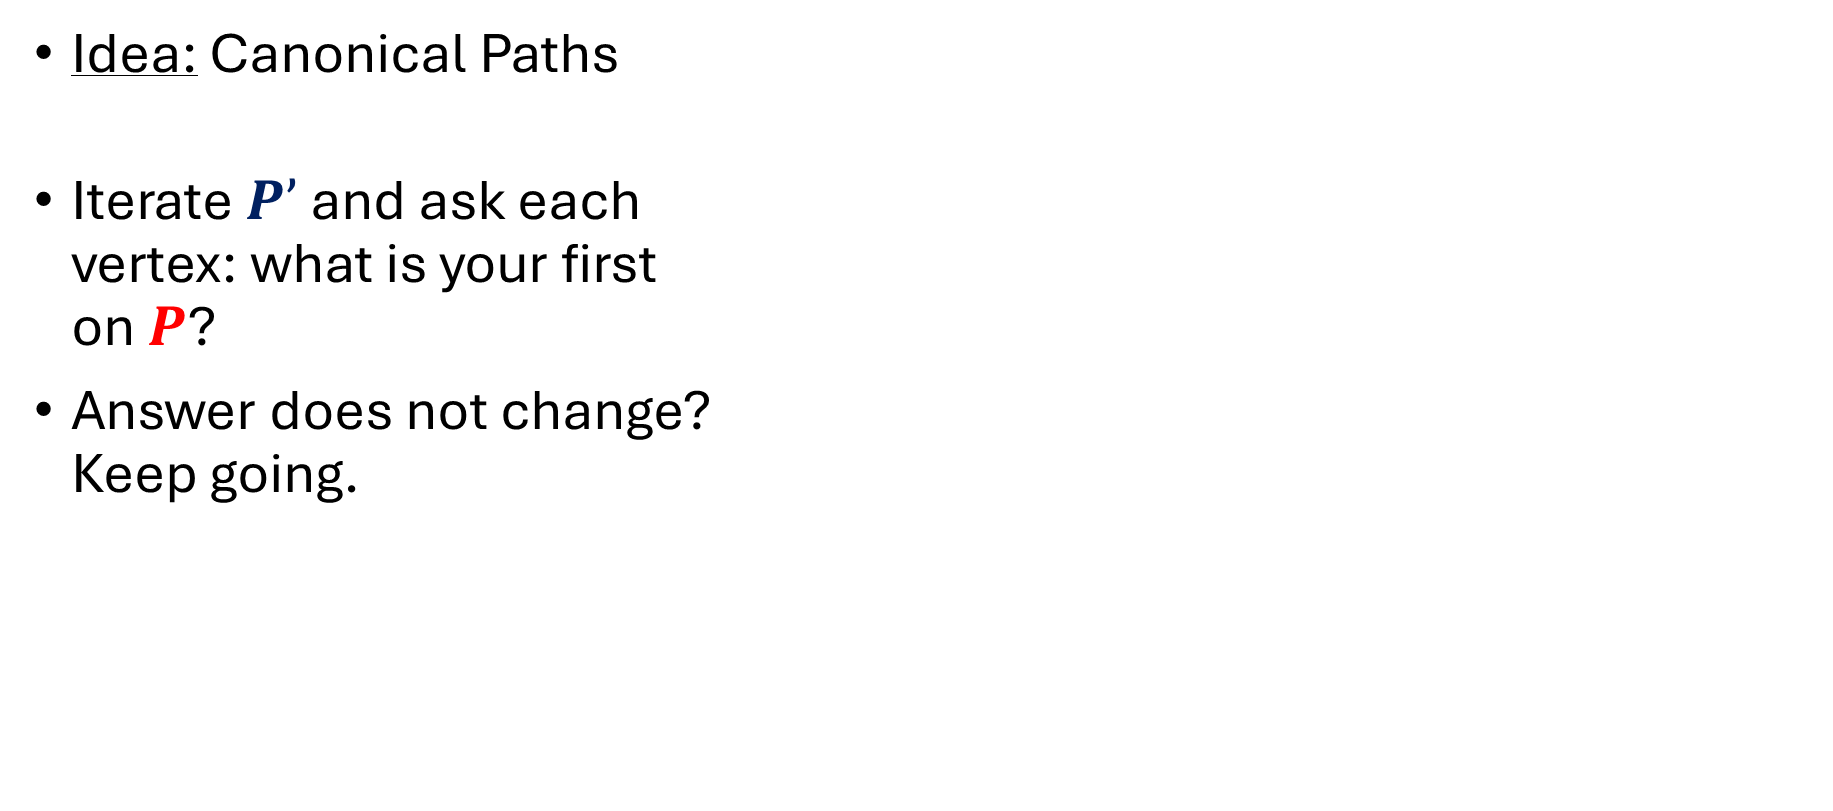 • Idea: Canonical Paths
• Iterate P’ and ask each
vertex: what is your first
on P?
• Answer does not change?
Keep going.